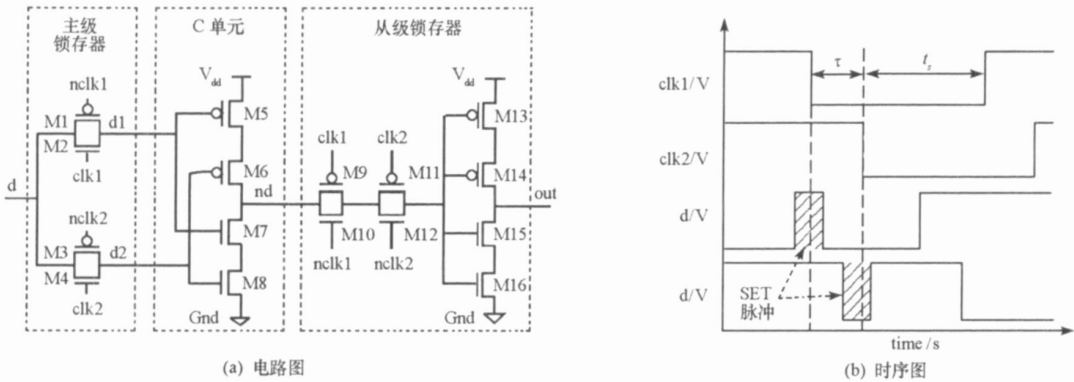 主级
锁存器
C 单元
从级锁存器
nclk1
M1
M2
d1
clk1
d
nclk2
M3
M4
d2
clk2
Vdd
M5
M6
nd
M7
M8
Gnd
clk1
clk2
M9
M11
M10
M12
nclk1
nclk2
Vdd
M13
M14
out
M15
M16
Gnd
(a) 电路图
clk1/V
τ
ts
clk2/V
d/V
d/V
SET
脉冲
time/s
(b) 时序图